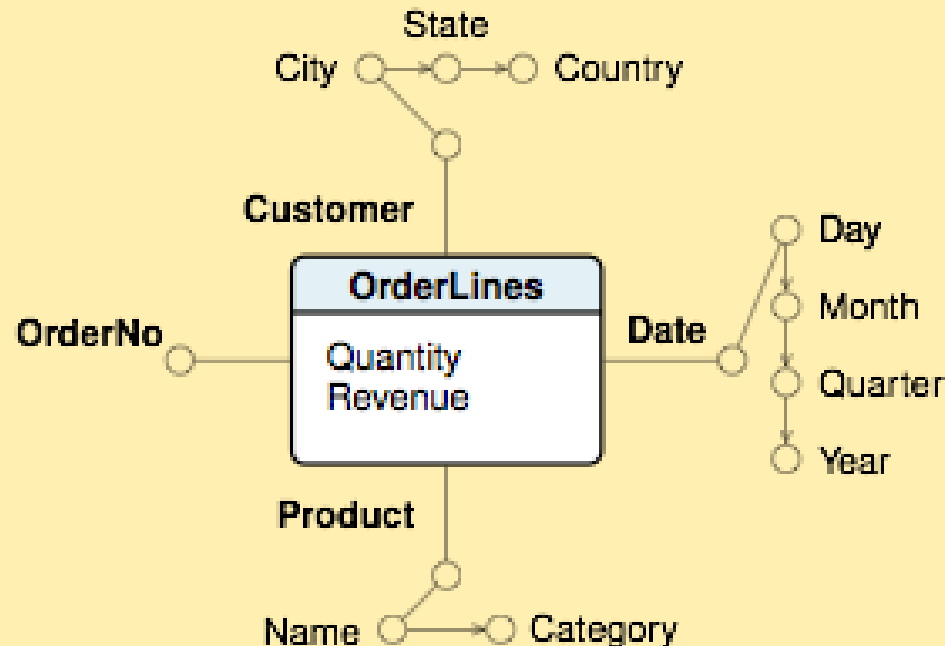 State
City
Country
Customer
Day
OrderLines
Month
OrderNo
Date
Quantity
Quarter
Revenue
Year
Product
Name
Category